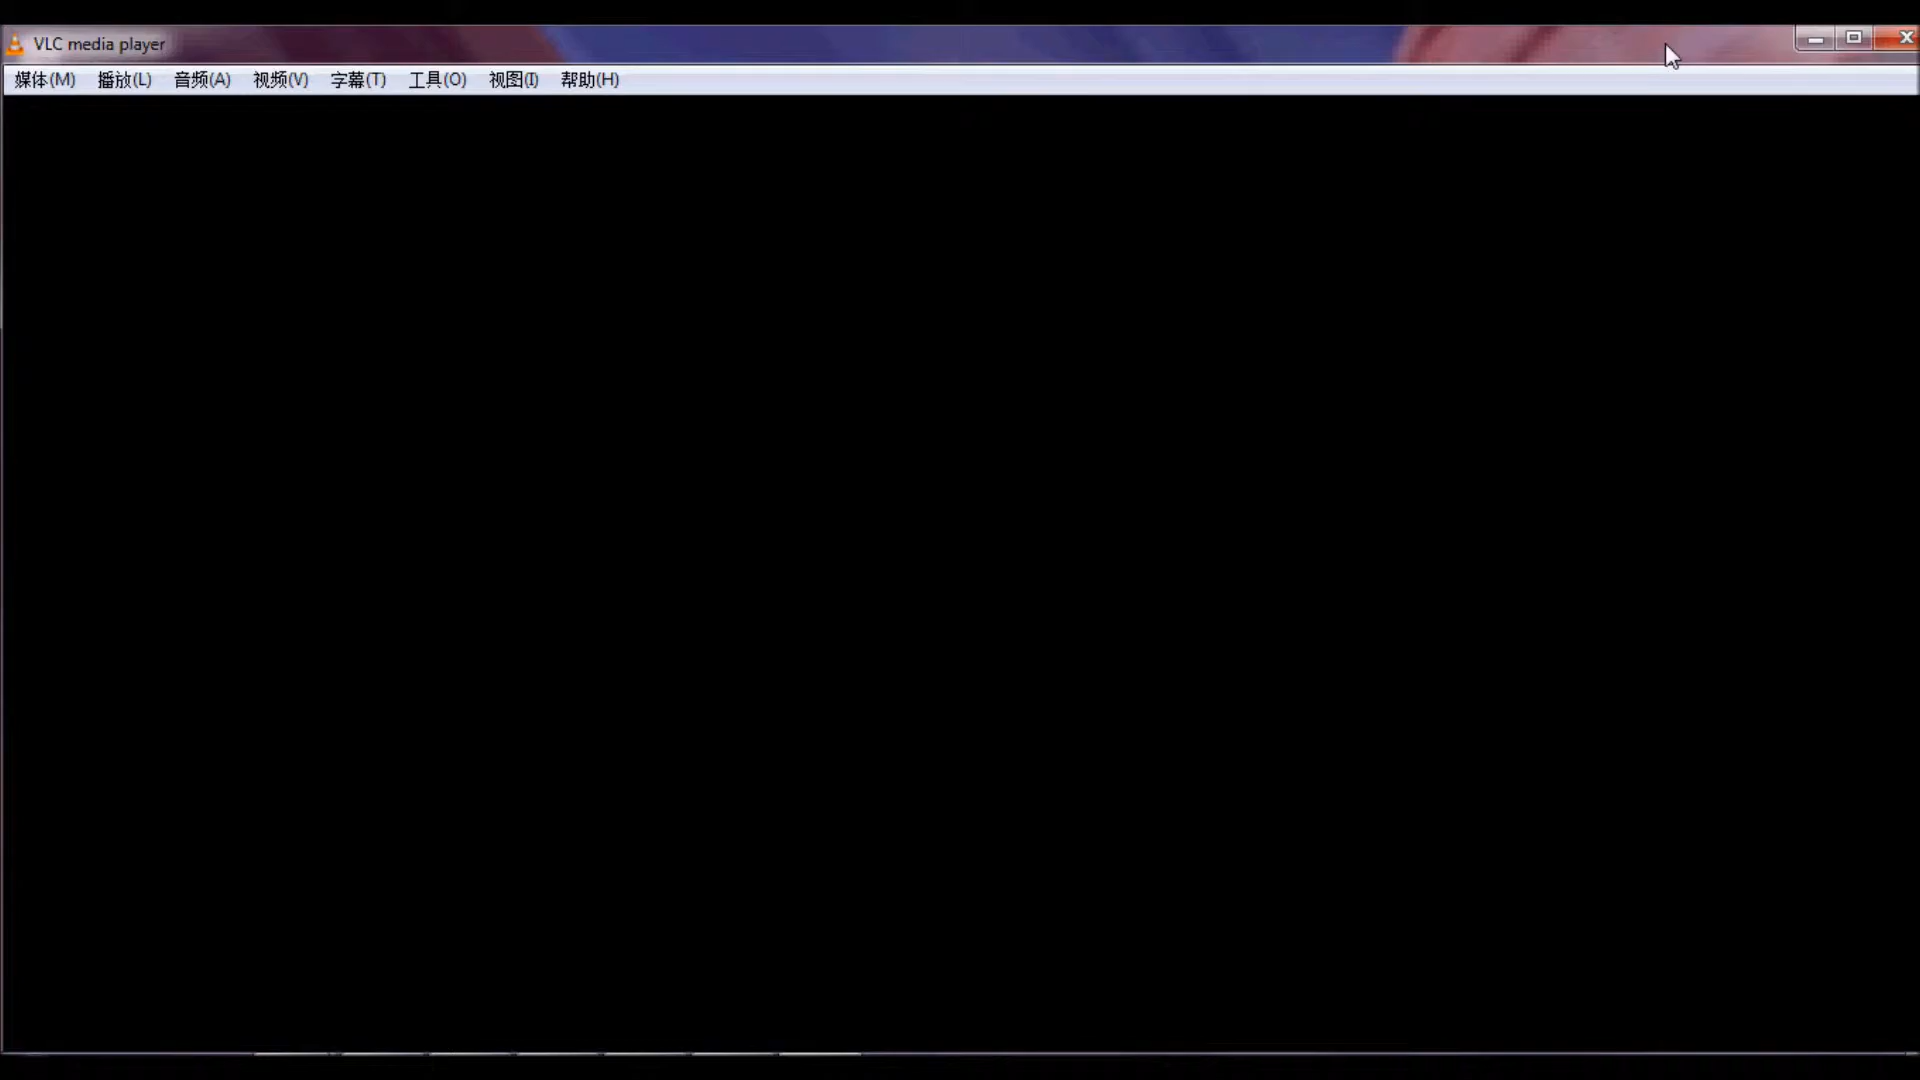 VLC media player
媒体(M) 播放(L) 音频(A) 视频(V) 字幕(T) 工具(O) 视图(I) 帮助(H)